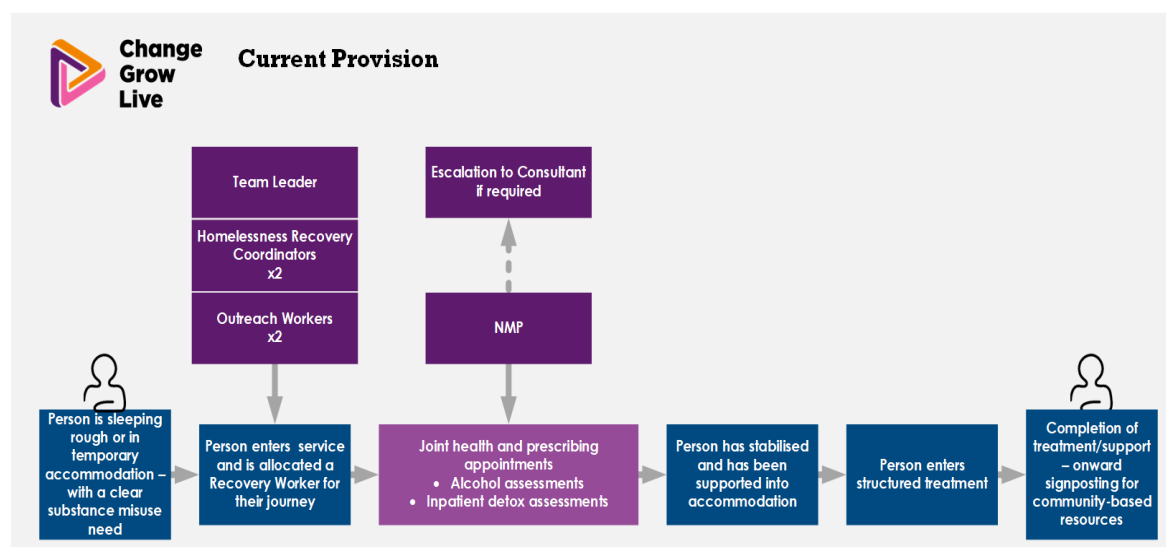 Change
Grow
Live
Current Provision
Team Leader
Homelessness Recovery
Coordinators
x2
Outreach Workers
x2
Escalation to Consultant
if required
NMP
Person is sleeping
rough or in
temporary
accommodation –
with a clear
substance misuse
need
Person enters service
and is allocated a
Recovery Worker for
their journey
Joint health and prescribing
appointments
• Alcohol assessments
• Inpatient detox assessments
Person has stabilised
and has been
supported into
accommodation
Person enters
structured treatment
Completion of
treatment/support
– onward
signposting for
community-based
resources